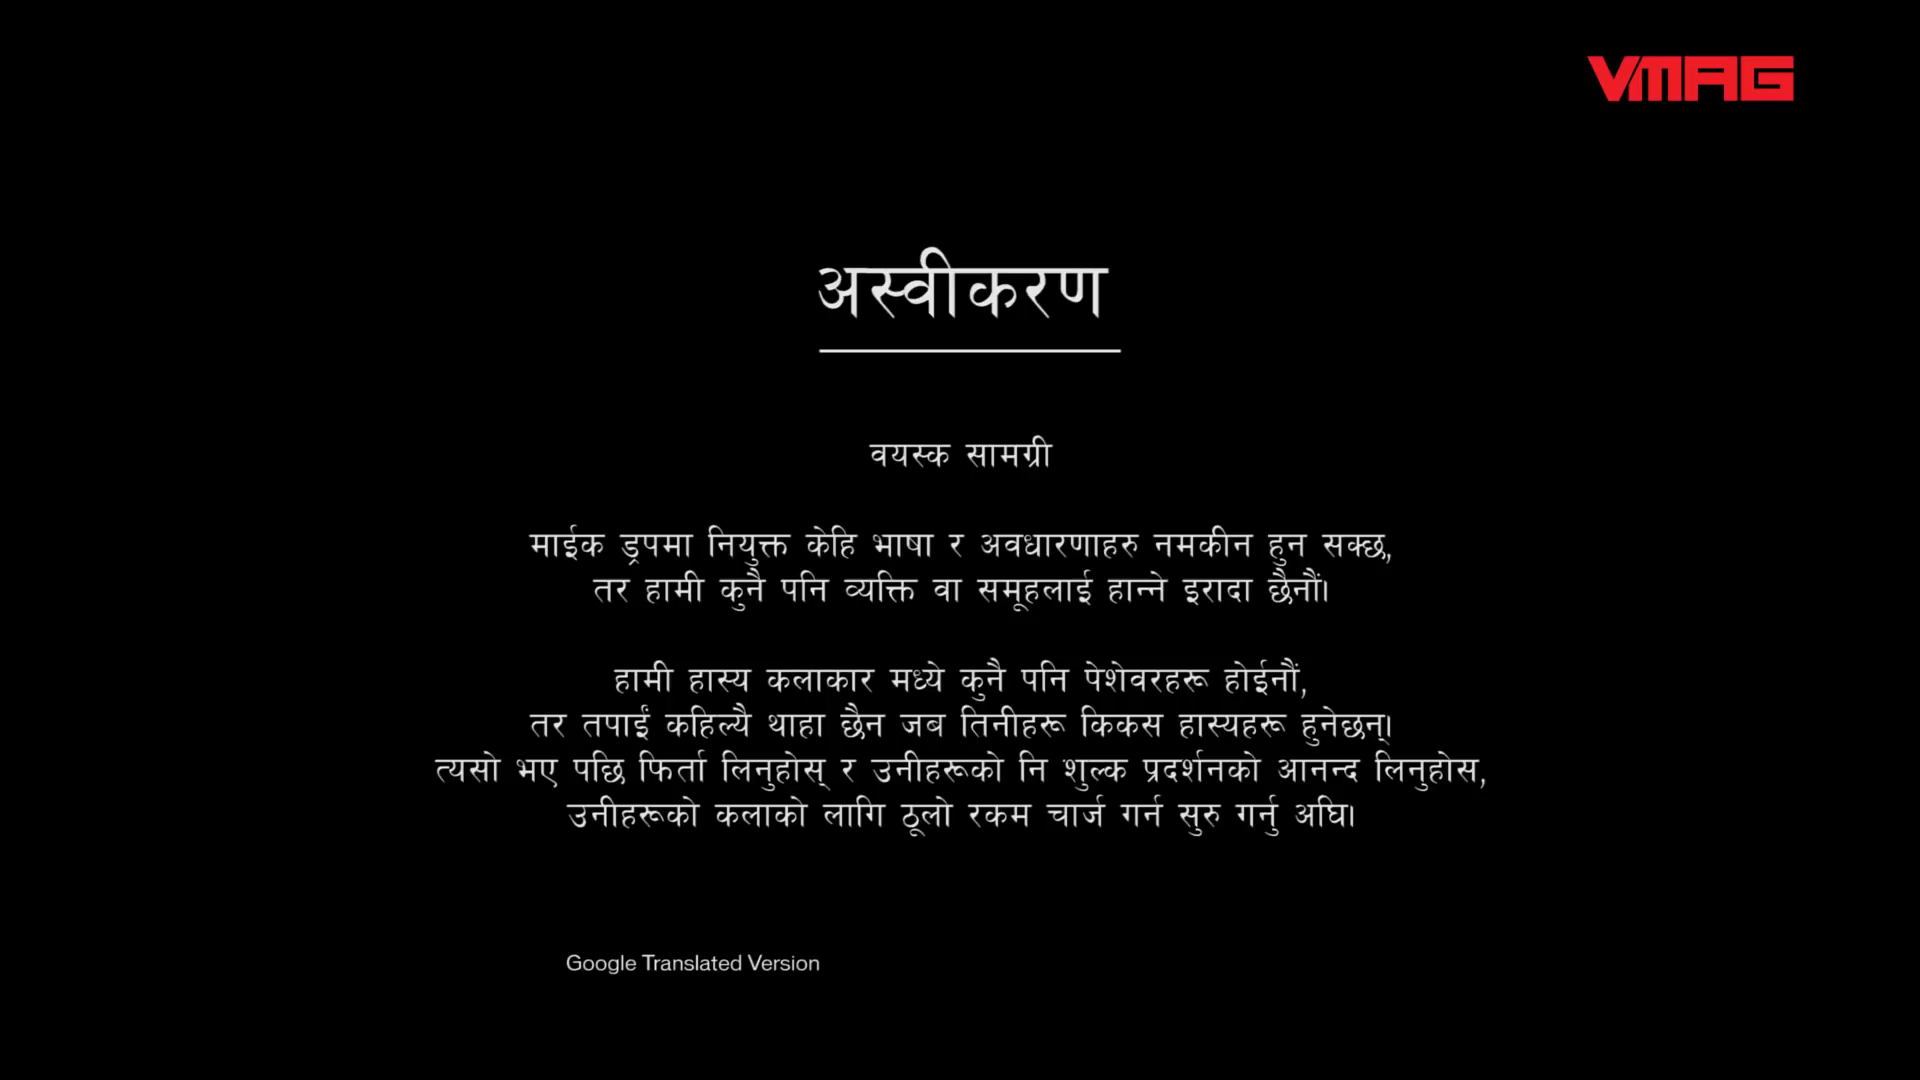 VMAG
अस्वीकरण
वयस्क सामग्री
माईक ड्रपमा नियुक्त केहि भाषा र अवधारणाहरु नमकीन हुन सक्छ,
तर हामी कुनै पनि व्यक्ति वा समूहलाई हान्ने इरादा छैनौं।
हामी हास्य कलाकार मध्ये कुनै पनि पेशेवरहरू होईनौं,
तर तपाईं कहिल्यै थाहा छैन जब तिनीहरू किकस हास्यहरू हुनेछन्।
त्यसो भए पछि फिर्ता लिनुहोस् र उनीहरूको नि शुल्क प्रदर्शनको आनन्द लिनुहोस,
उनीहरूको कलाको लागि ठूलो रकम चार्ज गर्न सुरु गर्नु अघि।
Google Translated Version